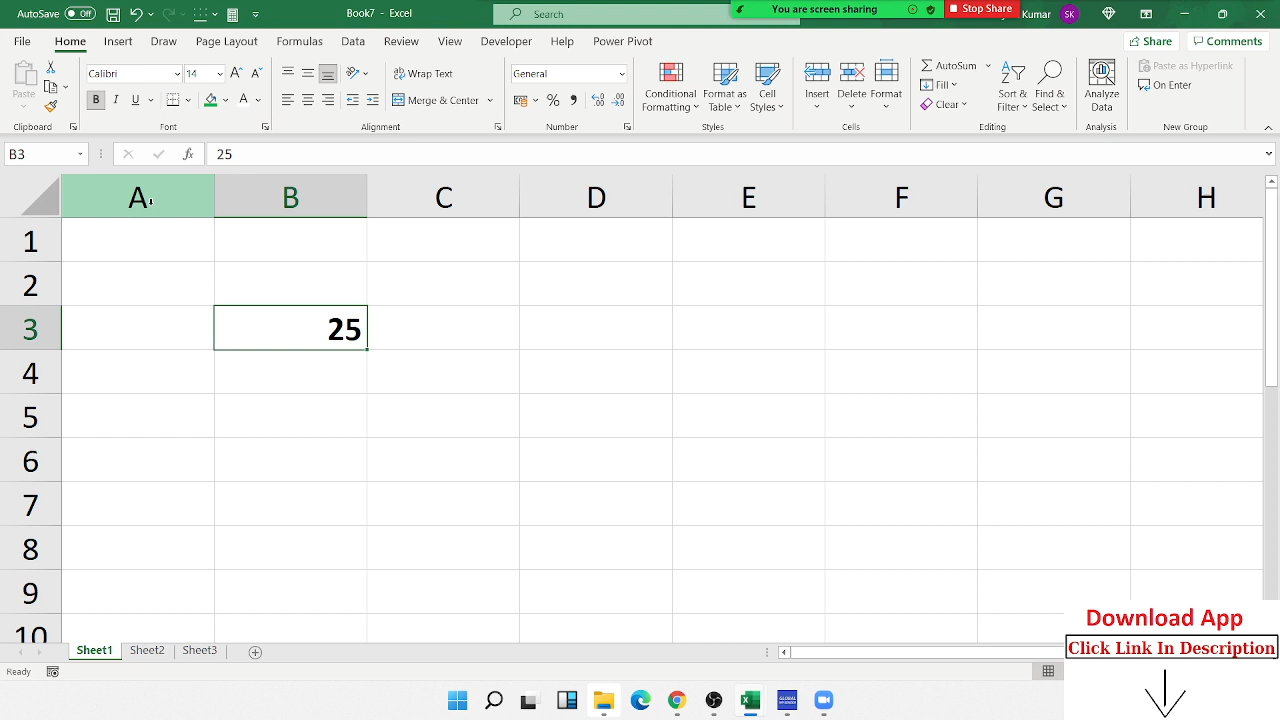 AutoSave Off Book7 - Excel Search You are screen sharing Stop Share Kumar SK
File Home Insert Draw Page Layout Formulas Data Review View Developer Help Power Pivot Share Comments
Paste Calibri 14 Wrap Text General Conditional Formatting Format as Table Cell Styles Insert Delete Format AutoSum Fill Clear Sort & Filter Find & Select Analyze Data Paste as Hyperlink On Enter
B I U A Merge & Center % ,
Clipboard Font Alignment Number Styles Cells Editing Analysis New Group
B3 fx 25
A B C D E F G H
1
2
3 25
4
5
6
7
8
9
10
Download App
Click Link In Description
Sheet1 Sheet2 Sheet3
Ready